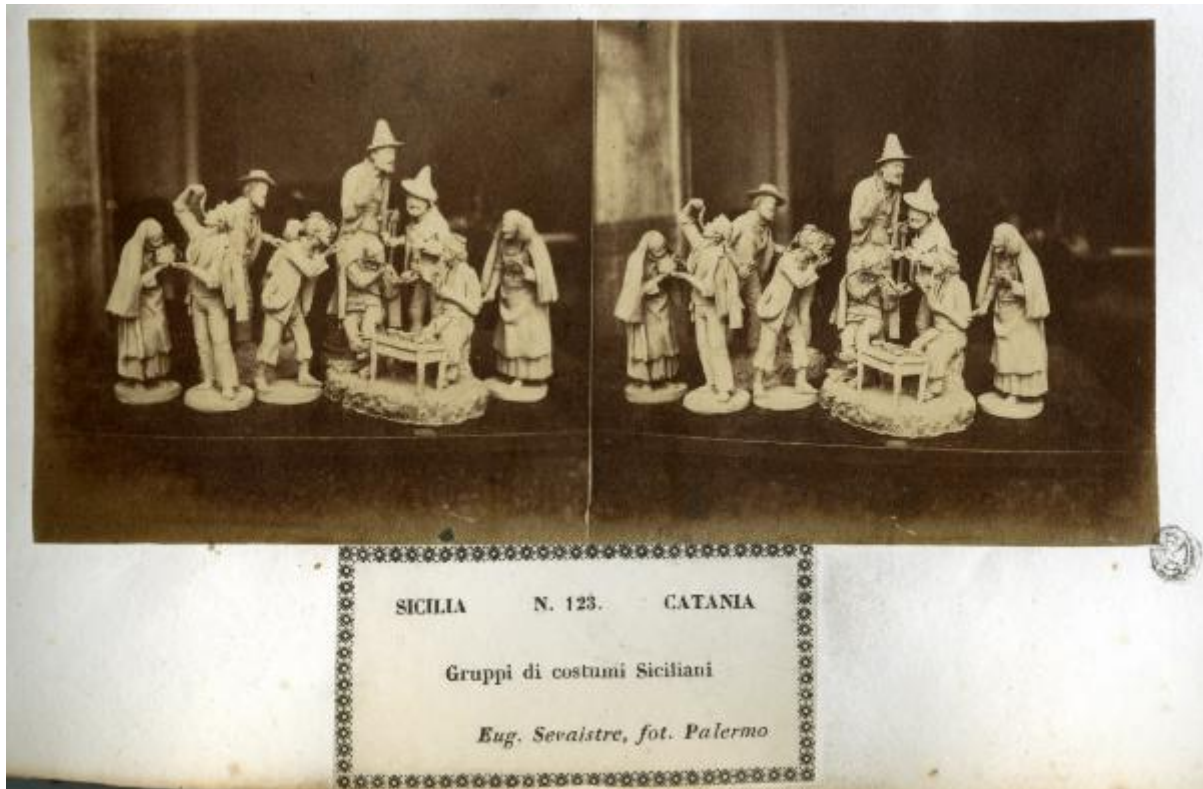 SICILIA N. 123. CATANIA
Gruppi di costumi Siciliani
Eug. Sevaistre, fot. Palermo